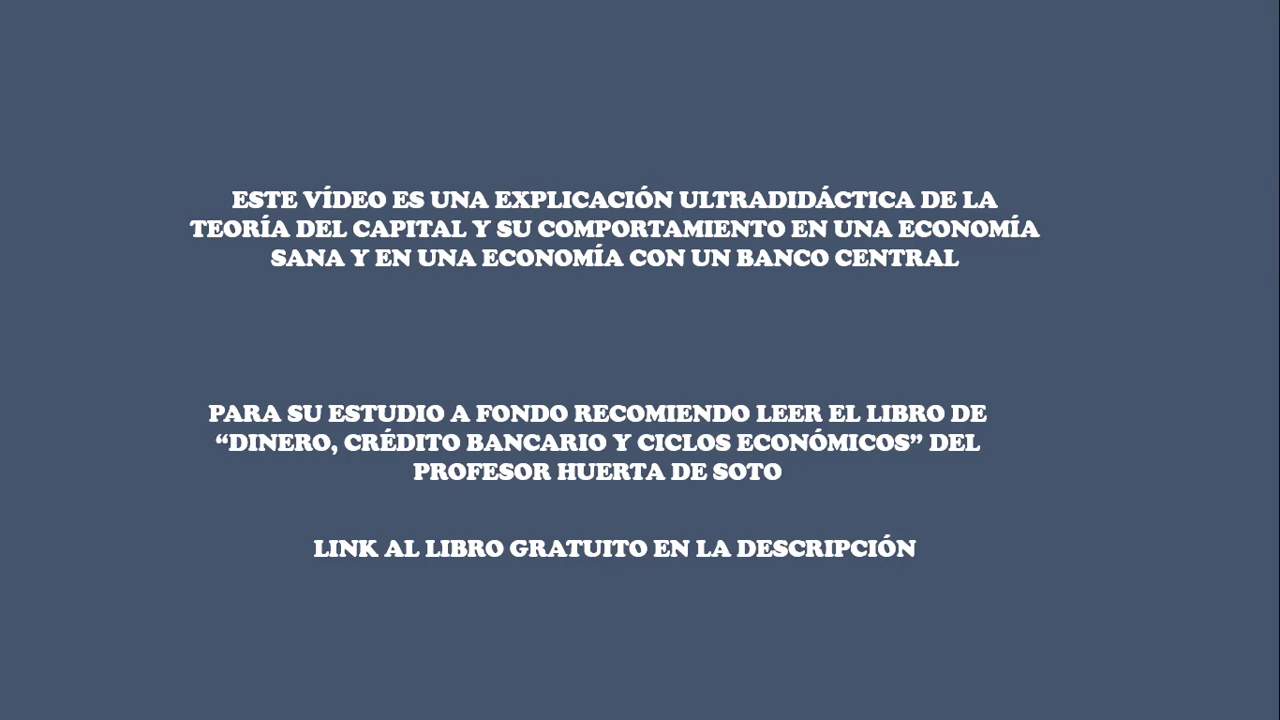 ESTE VÍDEO ES UNA EXPLICACIÓN ULTRADIDÁCTICA DE LA
TEORÍA DEL CAPITAL Y SU COMPORTAMIENTO EN UNA ECONOMÍA
SANA Y EN UNA ECONOMÍA CON UN BANCO CENTRAL
PARA SU ESTUDIO A FONDO RECOMIENDO LEER EL LIBRO DE
“DINERO, CRÉDITO BANCARIO Y CICLOS ECONÓMICOS” DEL
PROFESOR HUERTA DE SOTO
LINK AL LIBRO GRATUITO EN LA DESCRIPCIÓN